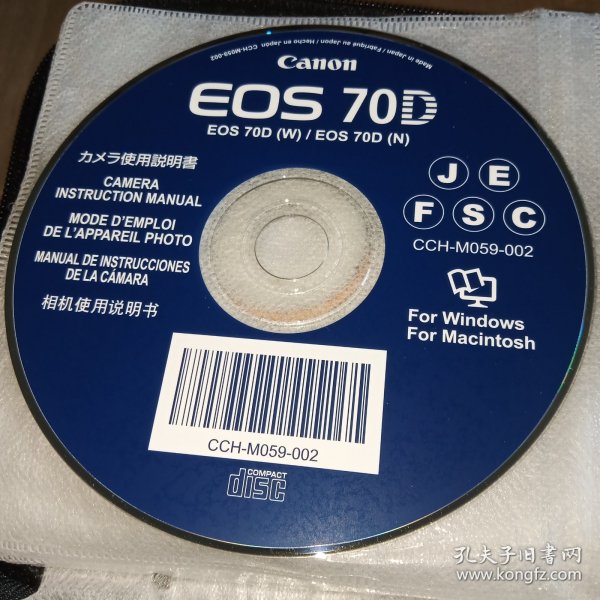 Made in Japan / Fabriqué au Japon / Hecho en Japón CCH-M059-002
Canon
EOS 70D
EOS 70D (W) / EOS 70D (N)
カメラ使用説明書
CAMERA
INSTRUCTION MANUAL
MODE D'EMPLOI
DE L'APPAREIL PHOTO
MANUAL DE INSTRUCCIONES
DE LA CÁMARA
相机使用说明书
J E
F S C
CCH-M059-002
For Windows
For Macintosh
CCH-M059-002
COMPACT
disc
孔夫子旧书网
www.kongfz.com